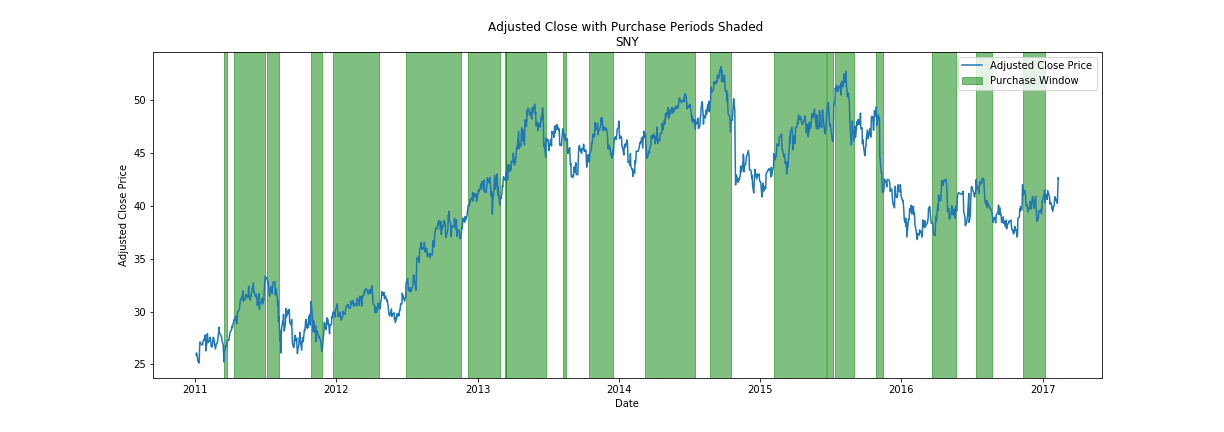 Adjusted Close with Purchase Periods Shaded
SNY
Adjusted Close Price
Purchase Window
50
45
40
35
30
25
Adjusted Close Price
2011 2012 2013 2014 2015 2016 2017
Date